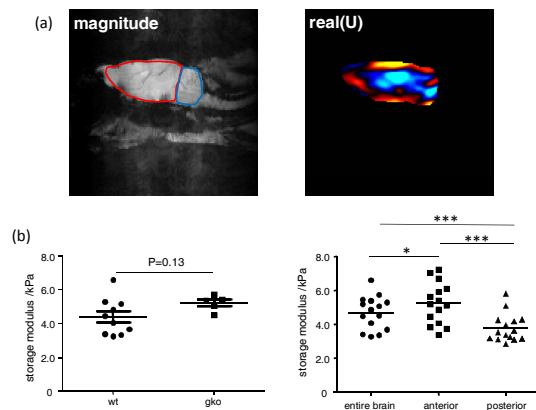 (a)
magnitude
real(U)
(b)
***
* ***
P=0.13
storage modulus /kPa
8.0
6.0
4.0
2.0
0
wt gko
storage modulus /kPa
8.0
6.0
4.0
2.0
0.0
entire brain anterior posterior